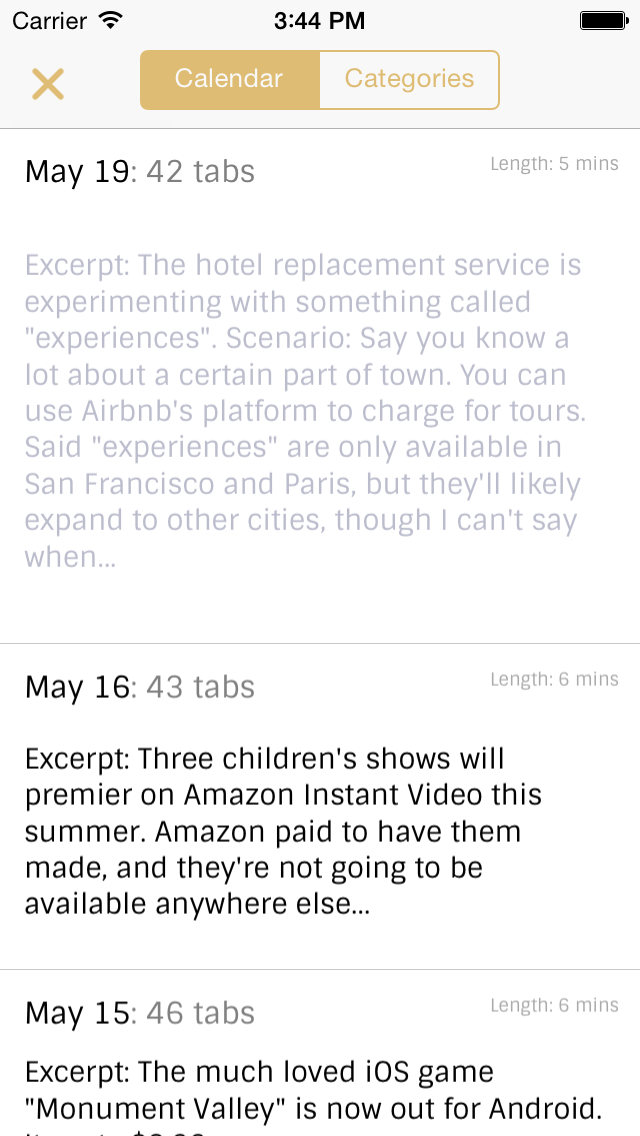 Carrier 3:44 PM
Calendar Categories
May 19: 42 tabs Length: 5 mins
Excerpt: The hotel replacement service is
experimenting with something called
"experiences". Scenario: Say you know a
lot about a certain part of town. You can
use Airbnb's platform to charge for tours.
Said "experiences" are only available in
San Francisco and Paris, but they'll likely
expand to other cities, though I can't say
when...
May 16: 43 tabs Length: 6 mins
Excerpt: Three children's shows will
premier on Amazon Instant Video this
summer. Amazon paid to have them
made, and they're not going to be
available anywhere else...
May 15: 46 tabs Length: 6 mins
Excerpt: The much loved iOS game
"Monument Valley" is now out for Android.